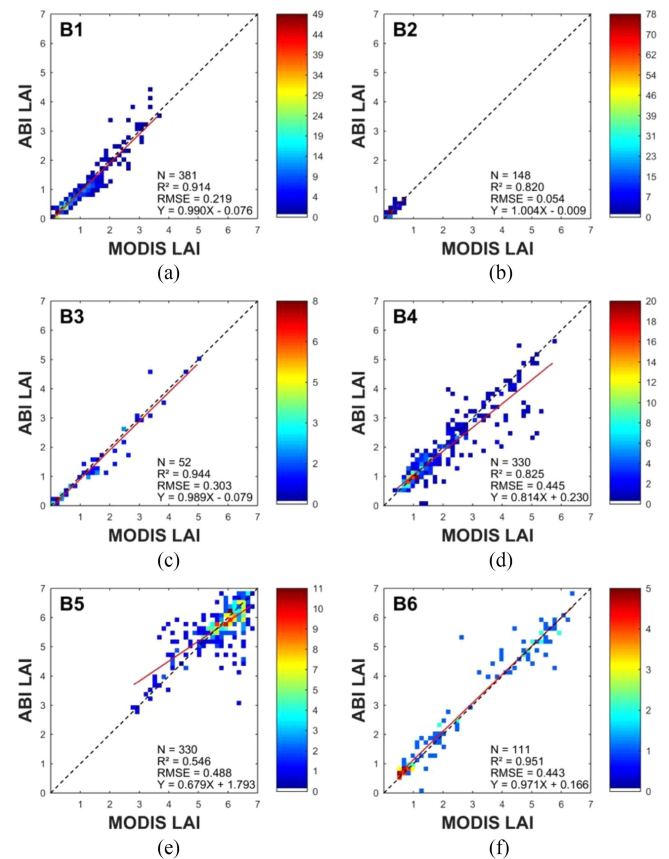 B1
ABI LAI
7
6
5
4
3
2
1
0
1 2 3 4 5 6 7
MODIS LAI
N = 381
R² = 0.914
RMSE = 0.219
Y = 0.990X - 0.076
49
44
39
34
29
24
19
14
9
4
0
(a)
B2
ABI LAI
7
6
5
4
3
2
1
0
1 2 3 4 5 6 7
MODIS LAI
N = 148
R² = 0.820
RMSE = 0.054
Y = 1.004X - 0.009
78
70
62
54
47
39
31
23
15
7
0
(b)
B3
ABI LAI
7
6
5
4
3
2
1
0
1 2 3 4 5 6 7
MODIS LAI
N = 52
R² = 0.944
RMSE = 0.303
Y = 0.989X - 0.079
8
7
6
5
5
4
3
2
2
0
(c)
B4
ABI LAI
7
6
5
4
3
2
1
0
1 2 3 4 5 6 7
MODIS LAI
N = 330
R² = 0.825
RMSE = 0.445
Y = 0.814X + 0.230
20
18
16
14
12
10
8
6
4
2
0
(d)
B5
ABI LAI
7
6
5
4
3
2
1
0
1 2 3 4 5 6 7
MODIS LAI
N = 330
R² = 0.546
RMSE = 0.488
Y = 0.679X + 1.793
11
10
9
8
7
6
5
4
3
2
0
(e)
B6
ABI LAI
7
6
5
4
3
2
1
0
1 2 3 4 5 6 7
MODIS LAI
N = 111
R² = 0.951
RMSE = 0.443
Y = 0.971X + 0.166
5
4
3
2
1
0
(f)